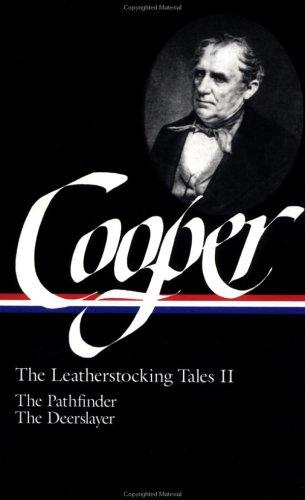 Cooper
The Leatherstocking Tales II
The Pathfinder
The Deerslayer